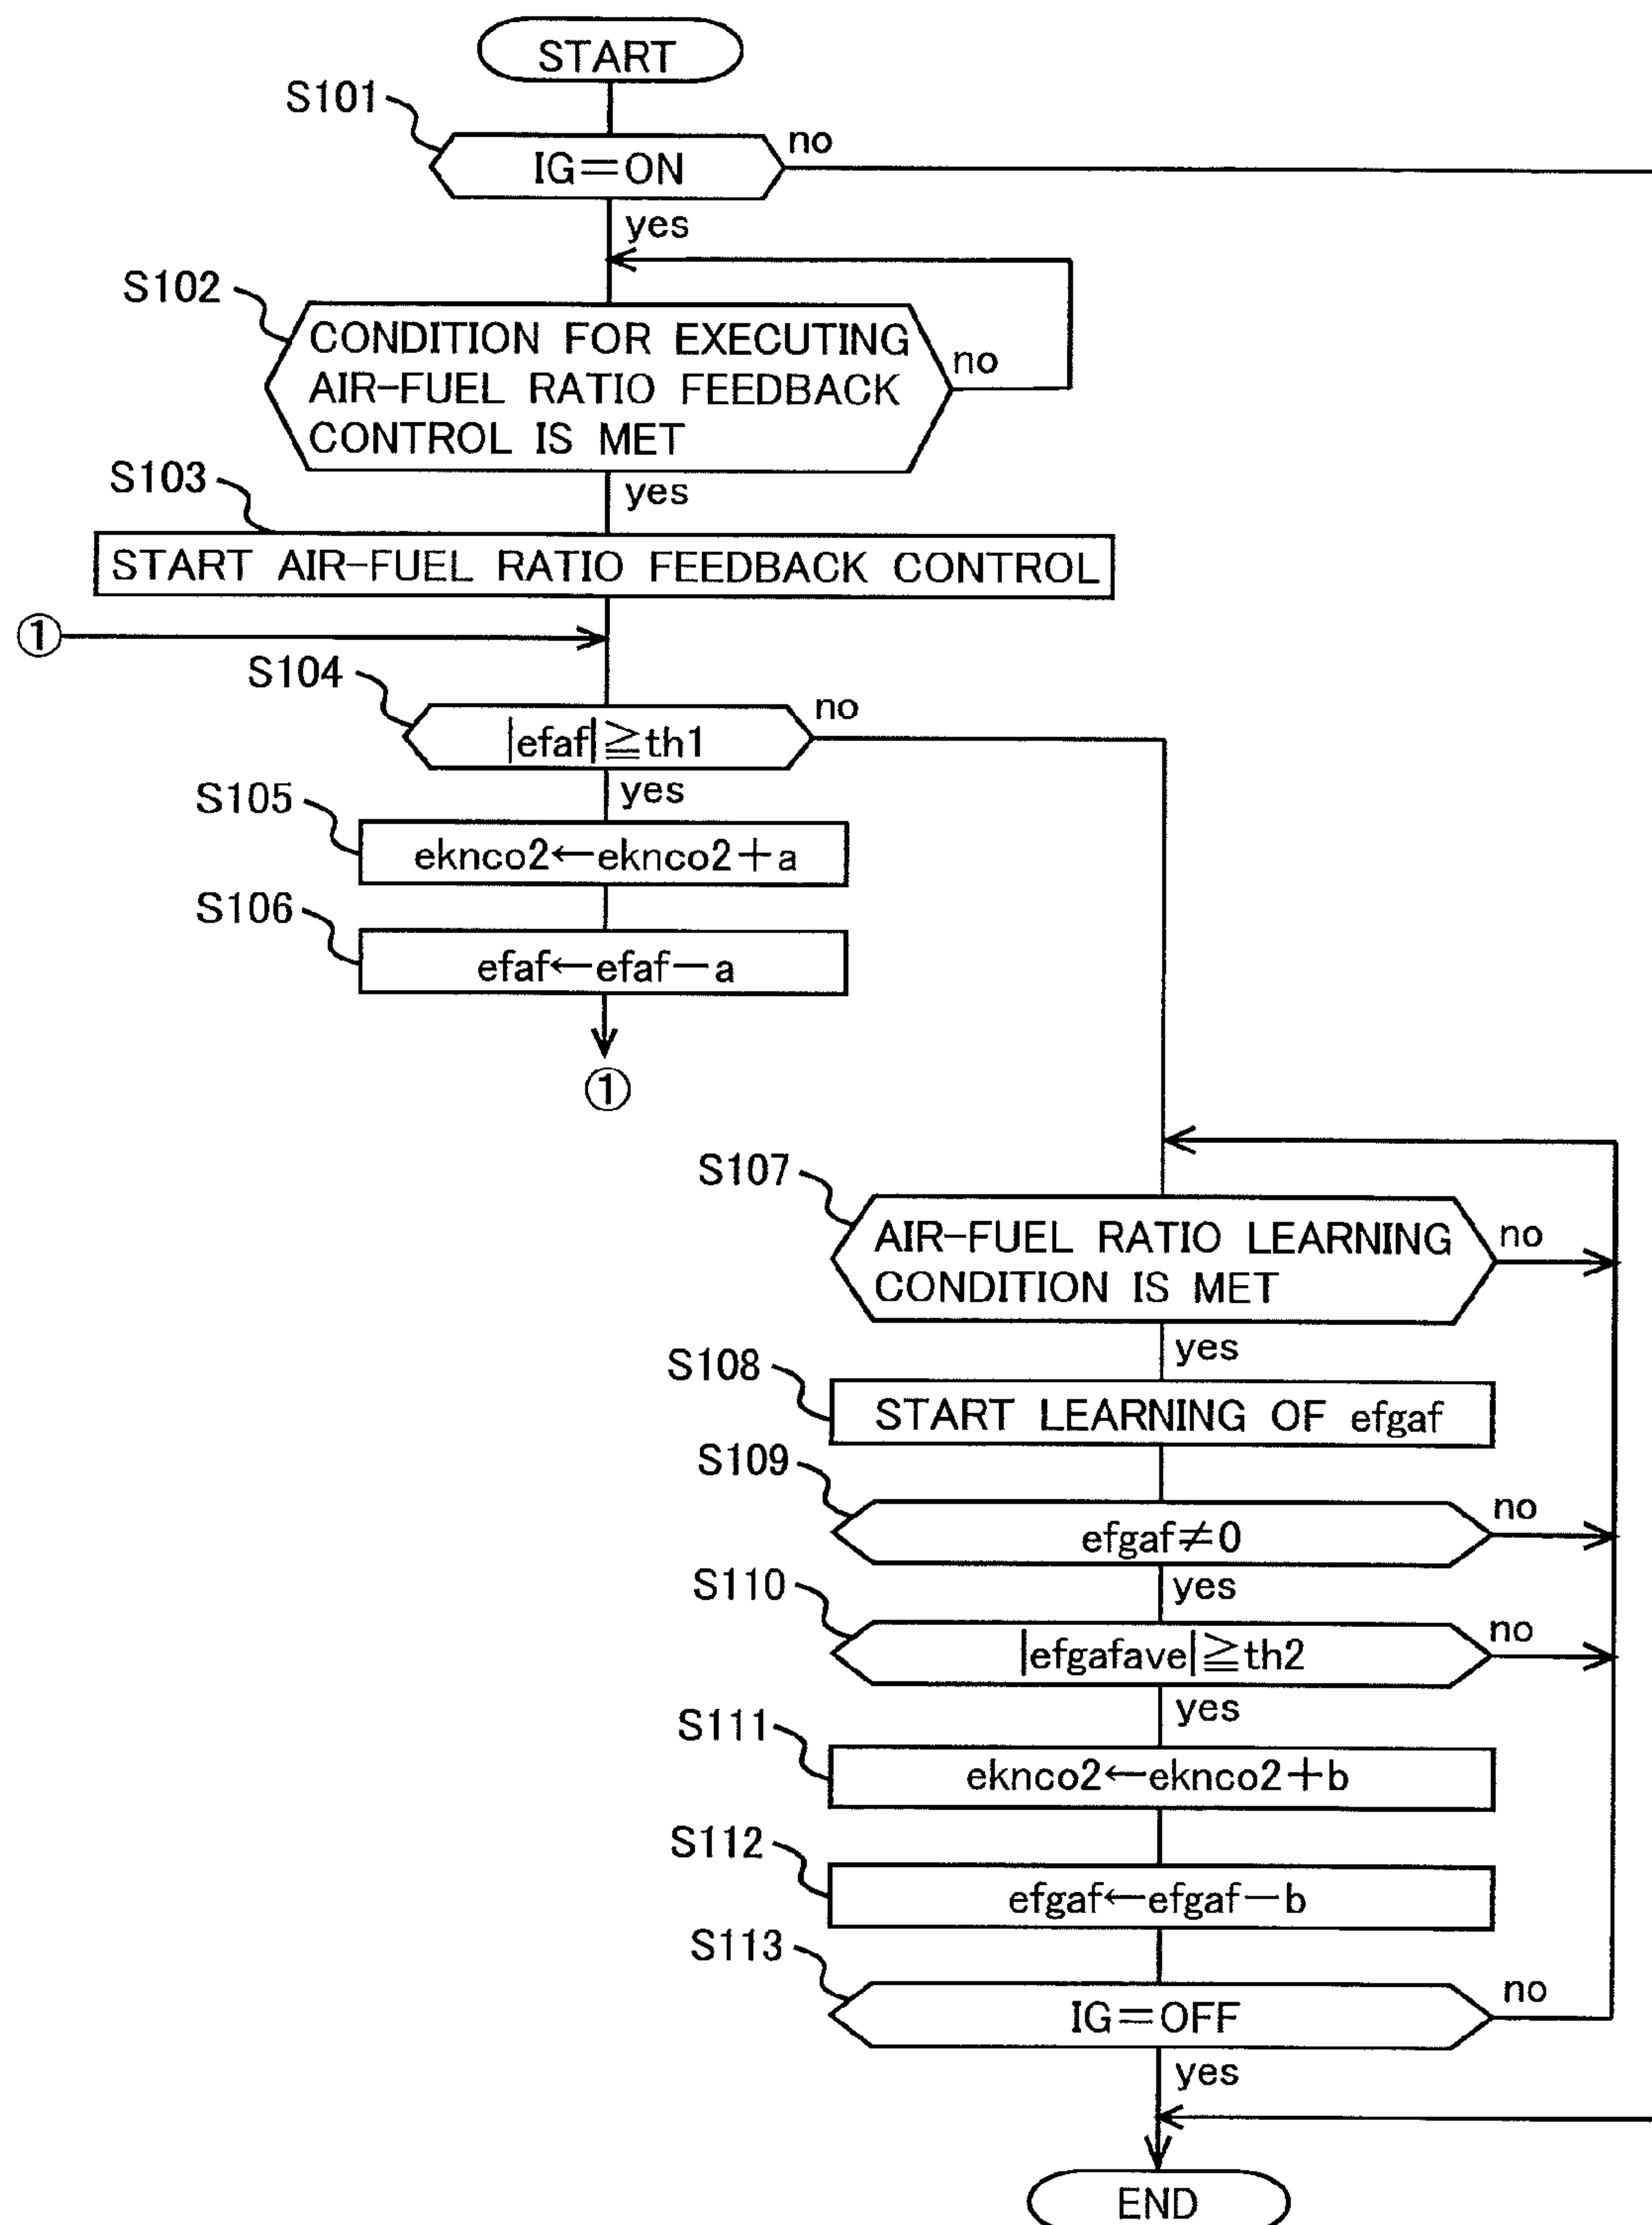 START
S101
IG=ON
no
yes
S102
CONDITION FOR EXECUTING
AIR-FUEL RATIO FEEDBACK
CONTROL IS MET
no
yes
S103
START AIR-FUEL RATIO FEEDBACK CONTROL
①
S104
|efaf|≧th1
no
yes
S105
eknco2←eknco2+a
S106
efaf←efaf−a
①
S107
AIR-FUEL RATIO LEARNING
CONDITION IS MET
no
yes
S108
START LEARNING OF efgaf
S109
efgaf≠0
no
yes
S110
|efgafave|≧th2
no
yes
S111
eknco2←eknco2+b
S112
efgaf←efgaf−b
S113
IG=OFF
no
yes
END